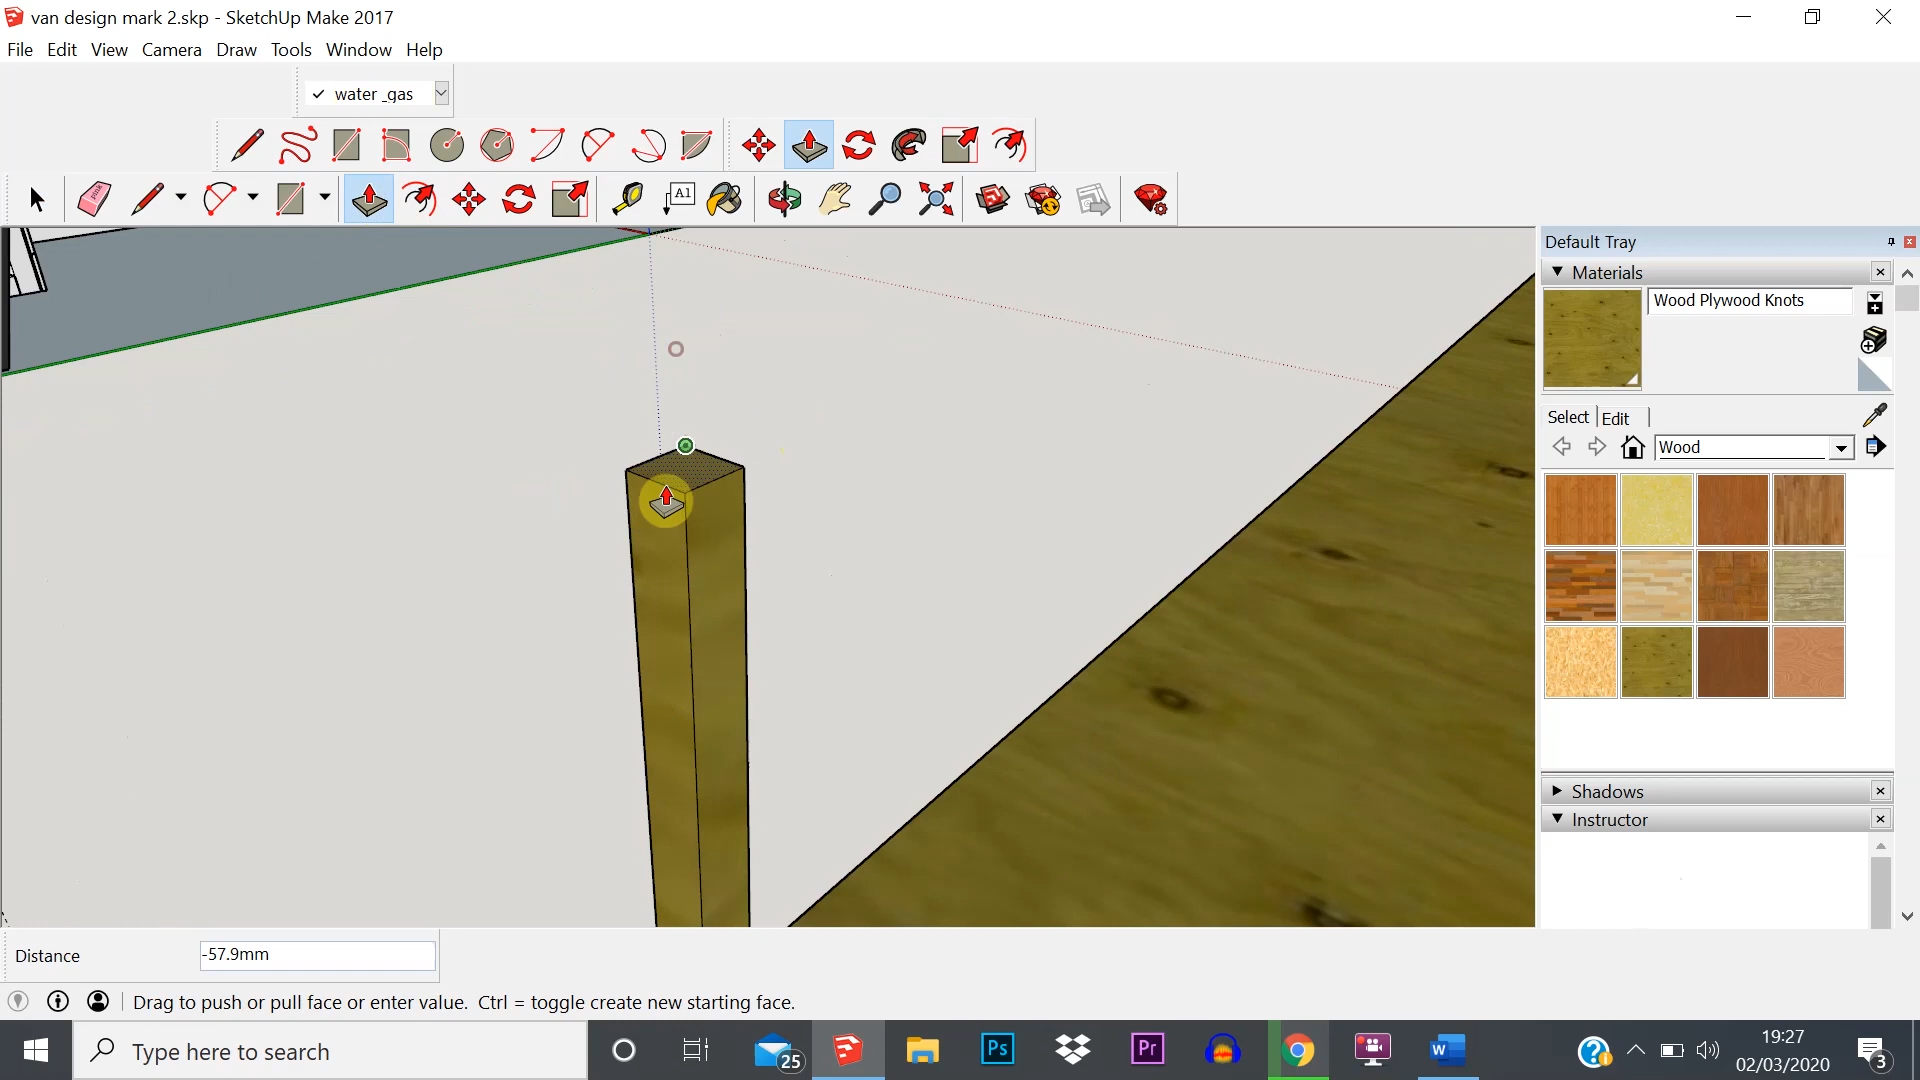 van design mark 2.skp - SketchUp Make 2017
File Edit View Camera Draw Tools Window Help
water _gas
A1
Default Tray
Materials
Wood Plywood Knots
Select Edit
Wood
Shadows
Instructor
Distance -57.9mm
Drag to push or pull face or enter value. Ctrl = toggle create new starting face.
Type here to search
25
Ps
Pr
W
19:27
02/03/2020
3